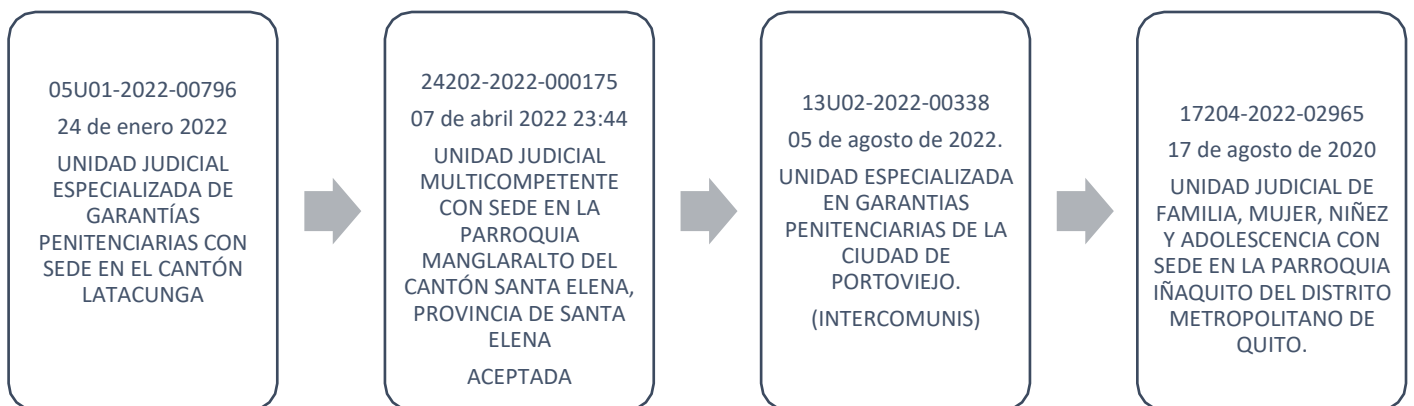 05U01-2022-00796
24 de enero 2022
UNIDAD JUDICIAL
ESPECIALIZADA DE
GARANTÍAS
PENITENCIARIAS CON
SEDE EN EL CANTÓN
LATACUNGA
24202-2022-000175
07 de abril 2022 23:44
UNIDAD JUDICIAL
MULTICOMPETENTE
CON SEDE EN LA
PARROQUIA
MANGLARALTO DEL
CANTÓN SANTA ELENA,
PROVINCIA DE SANTA
ELENA
ACEPTADA
13U02-2022-00338
05 de agosto de 2022.
UNIDAD ESPECIALIZADA
EN GARANTIAS
PENITENCIARIAS DE LA
CIUDAD DE
PORTOVIEJO.
(INTERCOMUNIS)
17204-2022-02965
17 de agosto de 2020
UNIDAD JUDICIAL DE
FAMILIA, MUJER, NIÑEZ
Y ADOLESCENCIA CON
SEDE EN LA PARROQUIA
IÑAQUITO DEL DISTRITO
METROPOLITANO DE
QUITO.